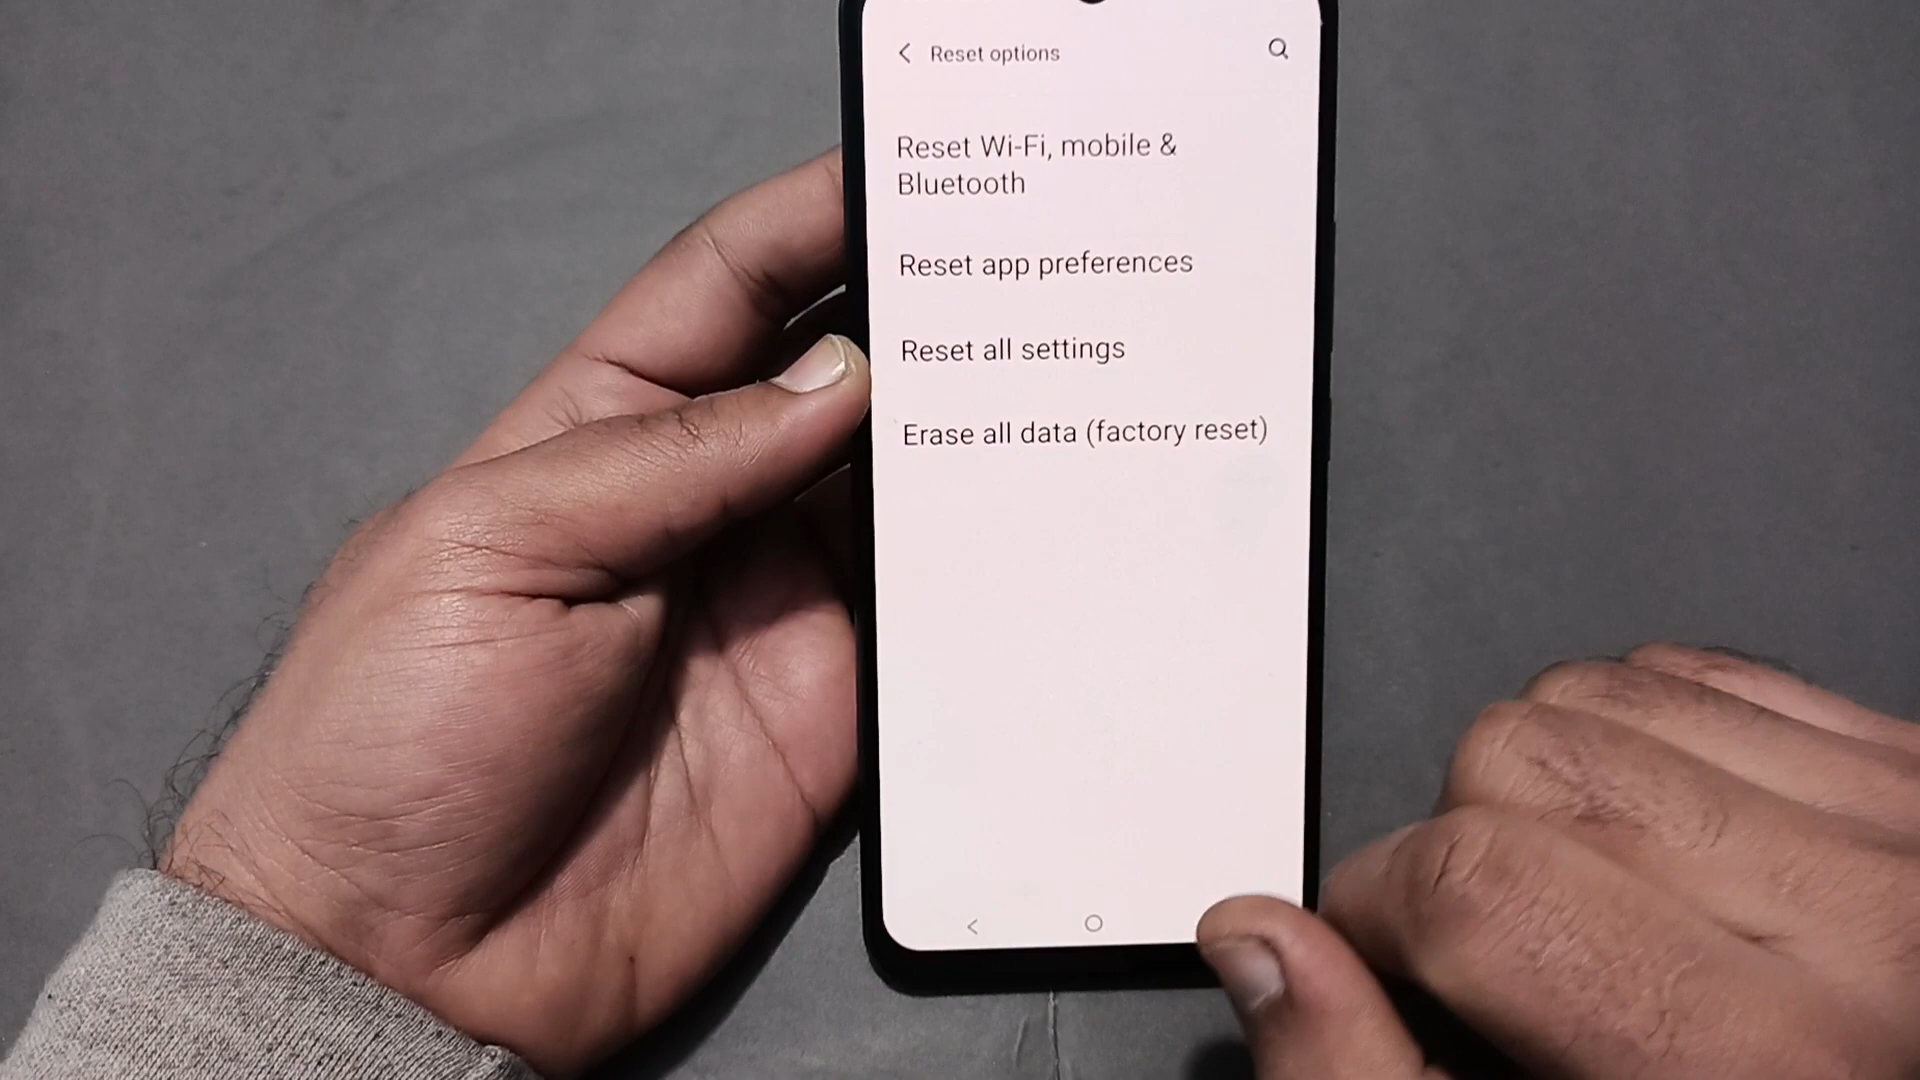 Reset options
Reset Wi-Fi, mobile &
Bluetooth
Reset app preferences
Reset all settings
Erase all data (factory reset)